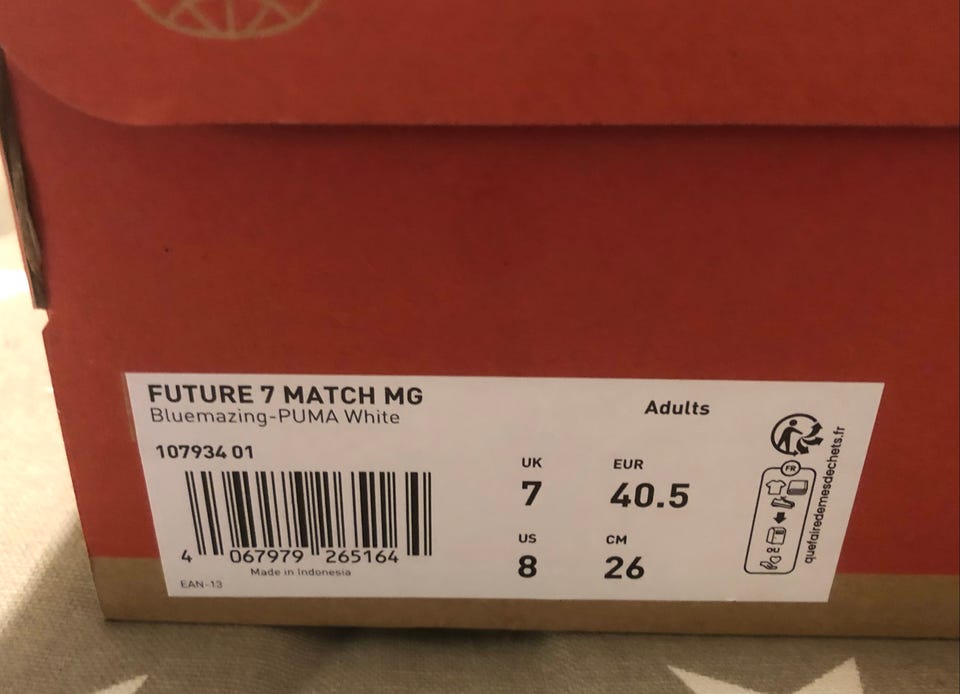 FUTURE 7 MATCH MG
Bluemazing-PUMA White
Adults
107934 01
UK
7
EUR
40.5
US
8
CM
26
4 067979 265164
Made in Indonesia
EAN-13
FR
OU
quefairedemesdechets.fr